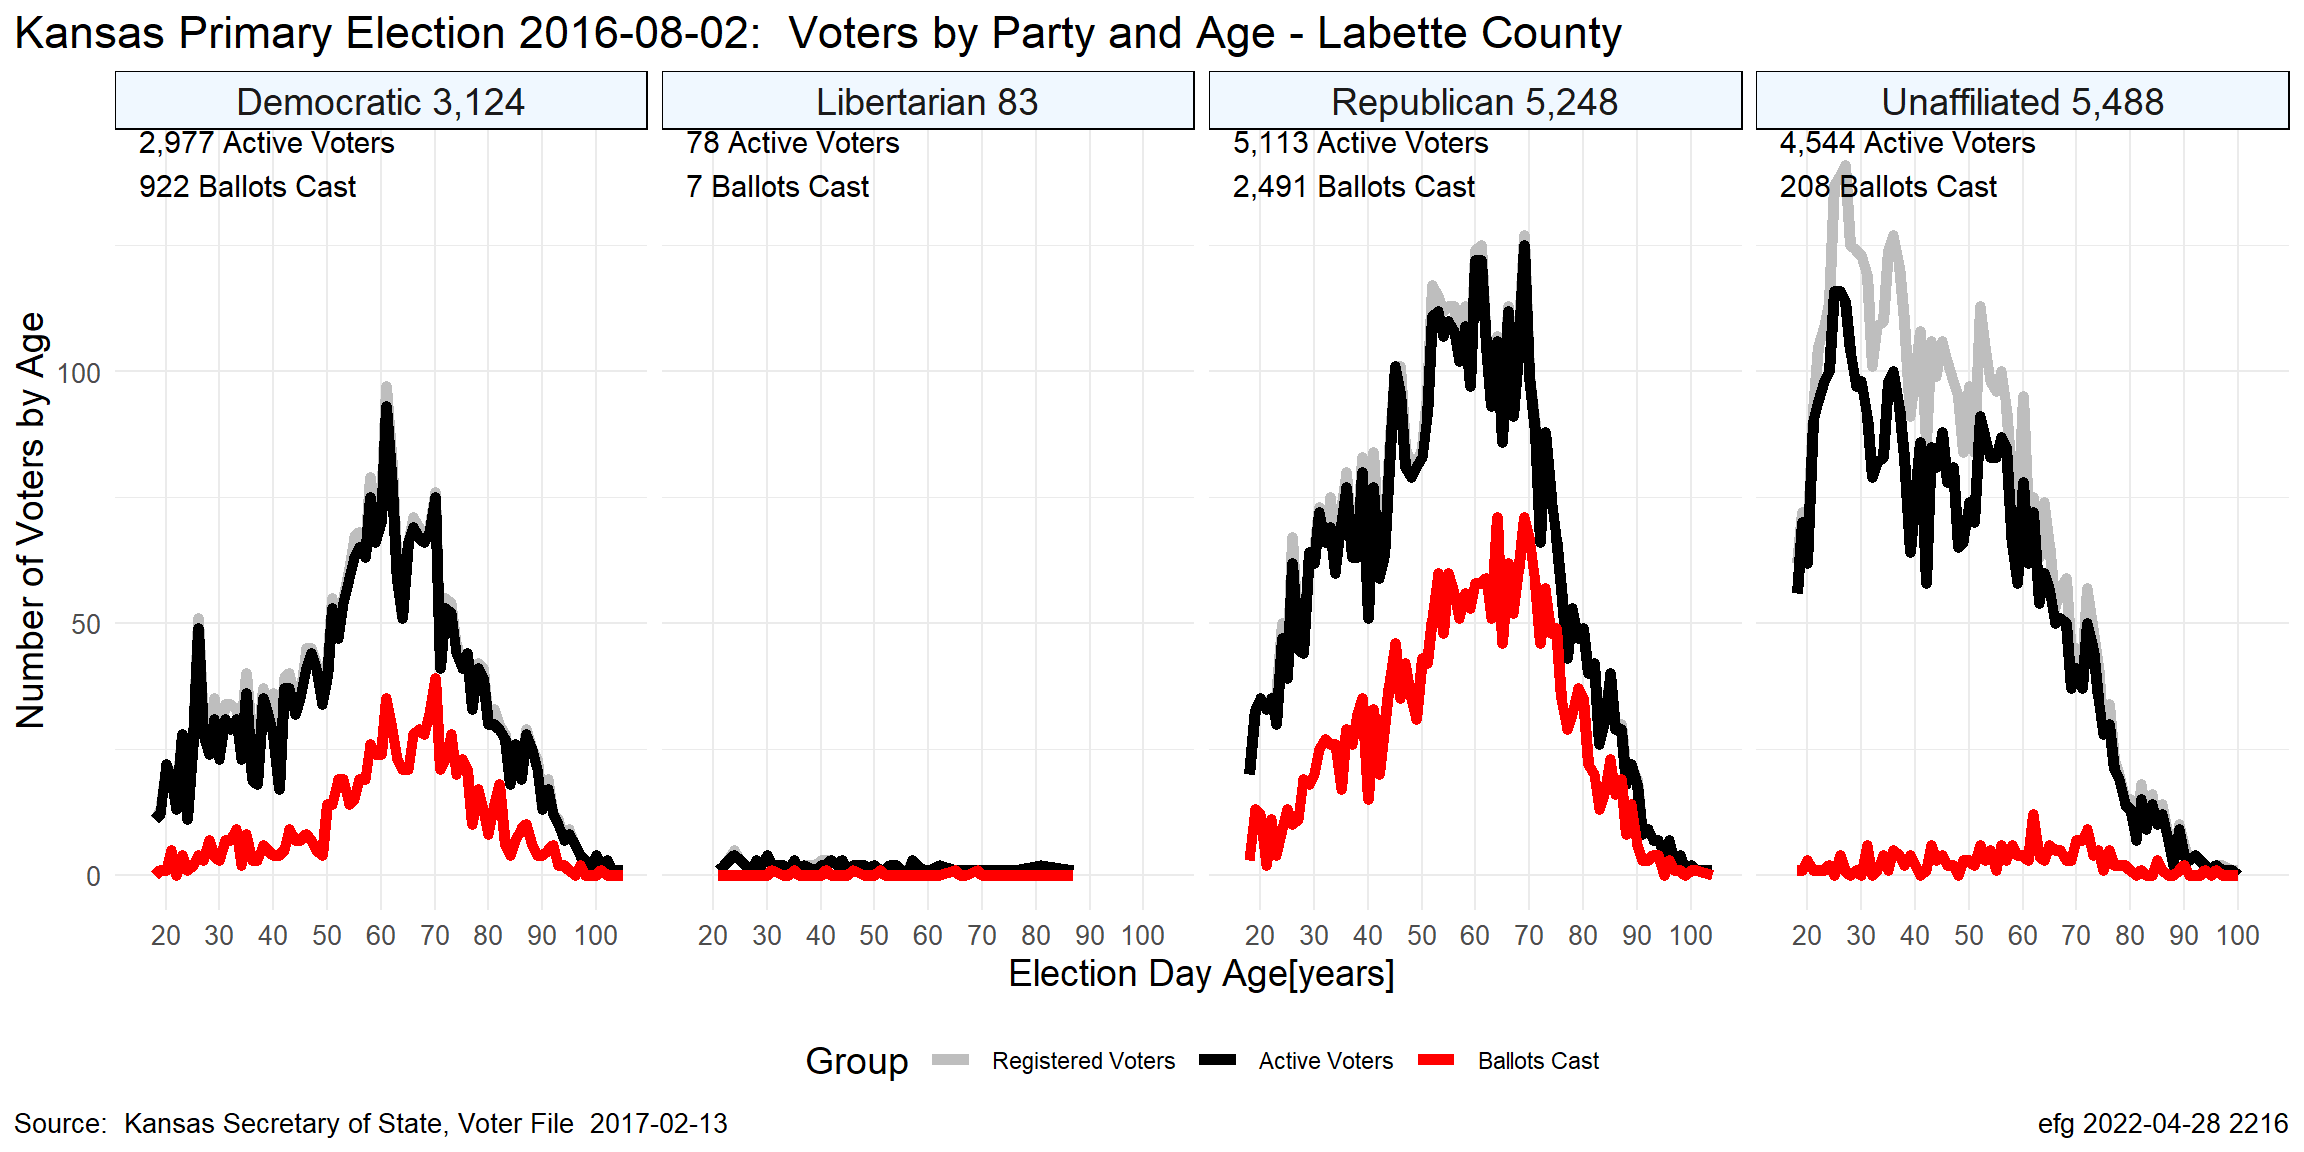 Kansas Primary Election 2016-08-02:  Voters by Party and Age - Labette County
Democratic 3,124
Libertarian 83
Republican 5,248
Unaffiliated 5,488
2,977 Active Voters
922 Ballots Cast
78 Active Voters
7 Ballots Cast
5,113 Active Voters
2,491 Ballots Cast
4,544 Active Voters
208 Ballots Cast
Number of Voters by Age
100
50
0
20 30 40 50 60 70 80 90 100
20 30 40 50 60 70 80 90 100
20 30 40 50 60 70 80 90 100
20 30 40 50 60 70 80 90 100
Election Day Age[years]
Group Registered Voters Active Voters Ballots Cast
Source:  Kansas Secretary of State, Voter File  2017-02-13
efg 2022-04-28 2216